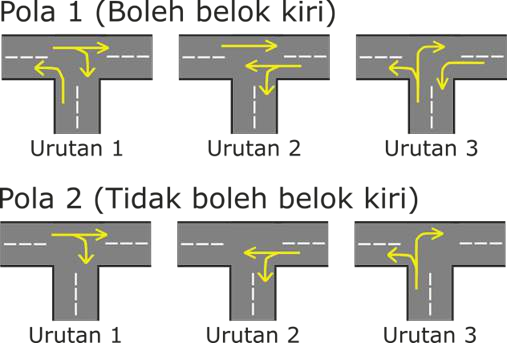 Pola 1 (Boleh belok kiri)
Urutan 1 Urutan 2 Urutan 3
Pola 2 (Tidak boleh belok kiri)
Urutan 1 Urutan 2 Urutan 3